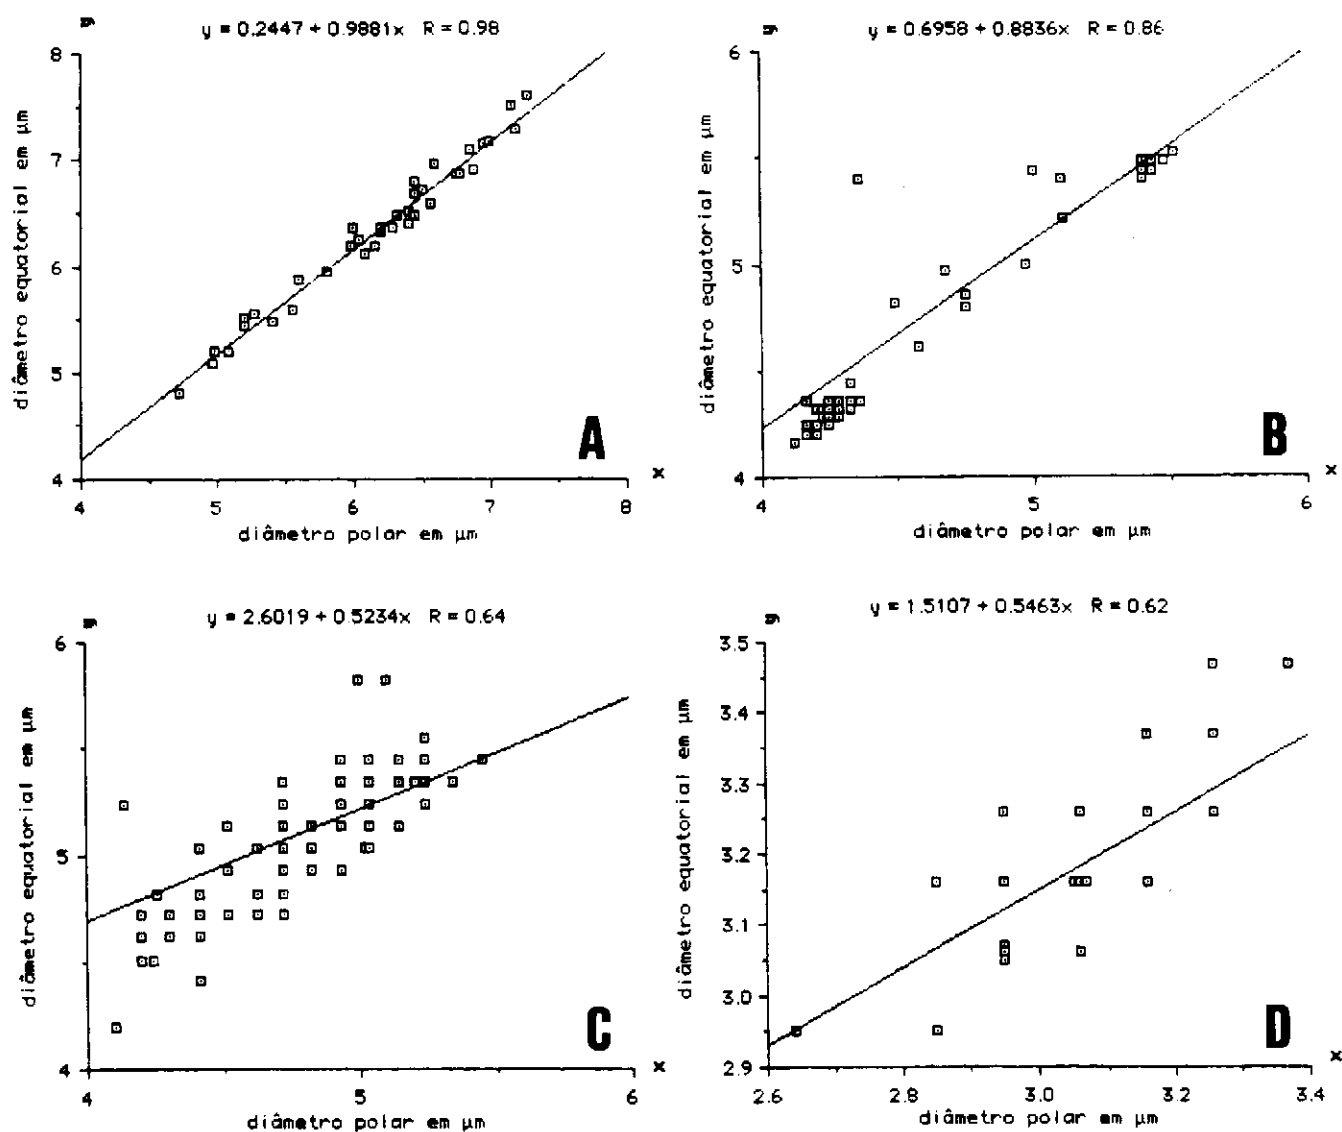 y = 0.2447 + 0.9881x R = 0.98
8
7
6
5
4
diâmetro equatorial em µm
A
4 5 6 7 8
x
diâmetro polar em µm
y = 0.6958 + 0.8836x R = 0.86
6
5
4
diâmetro equatorial em µm
B
4 5 6
x
diâmetro polar em µm
y = 2.6019 + 0.5234x R = 0.64
6
5
4
diâmetro equatorial em µm
C
4 5 6
x
diâmetro polar em µm
y = 1.5107 + 0.5463x R = 0.62
3.5
3.4
3.3
3.2
3.1
3.0
2.9
diâmetro equatorial em µm
D
2.6 2.8 3.0 3.2 3.4
x
diâmetro polar em µm